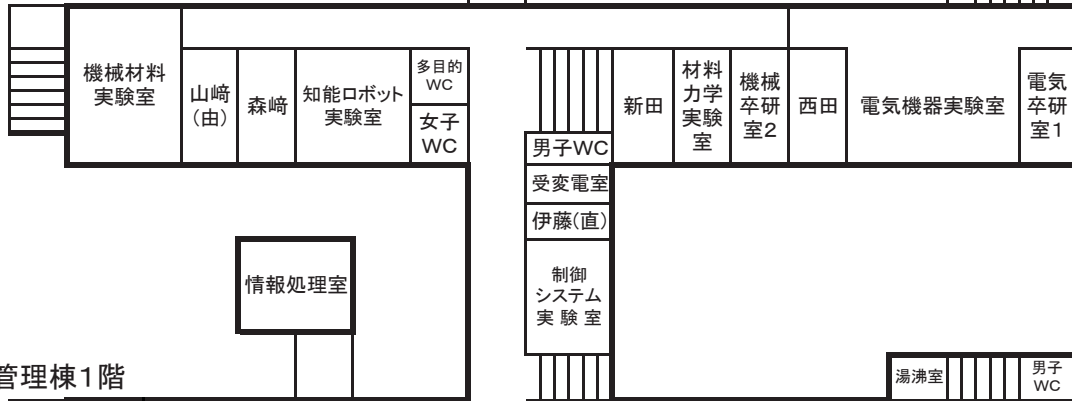 機械材料
実験室
山﨑
(由)
森﨑
知能ロボット
実験室
多目的
WC
女子
WC
新田
材料
力学
実験
室
機械
卒研
室2
西田
電気機器実験室
電気
卒研
室1
男子WC
受変電室
伊藤(直)
制御
システム
実験室
情報処理室
管理棟1階
湯沸室
男子
WC